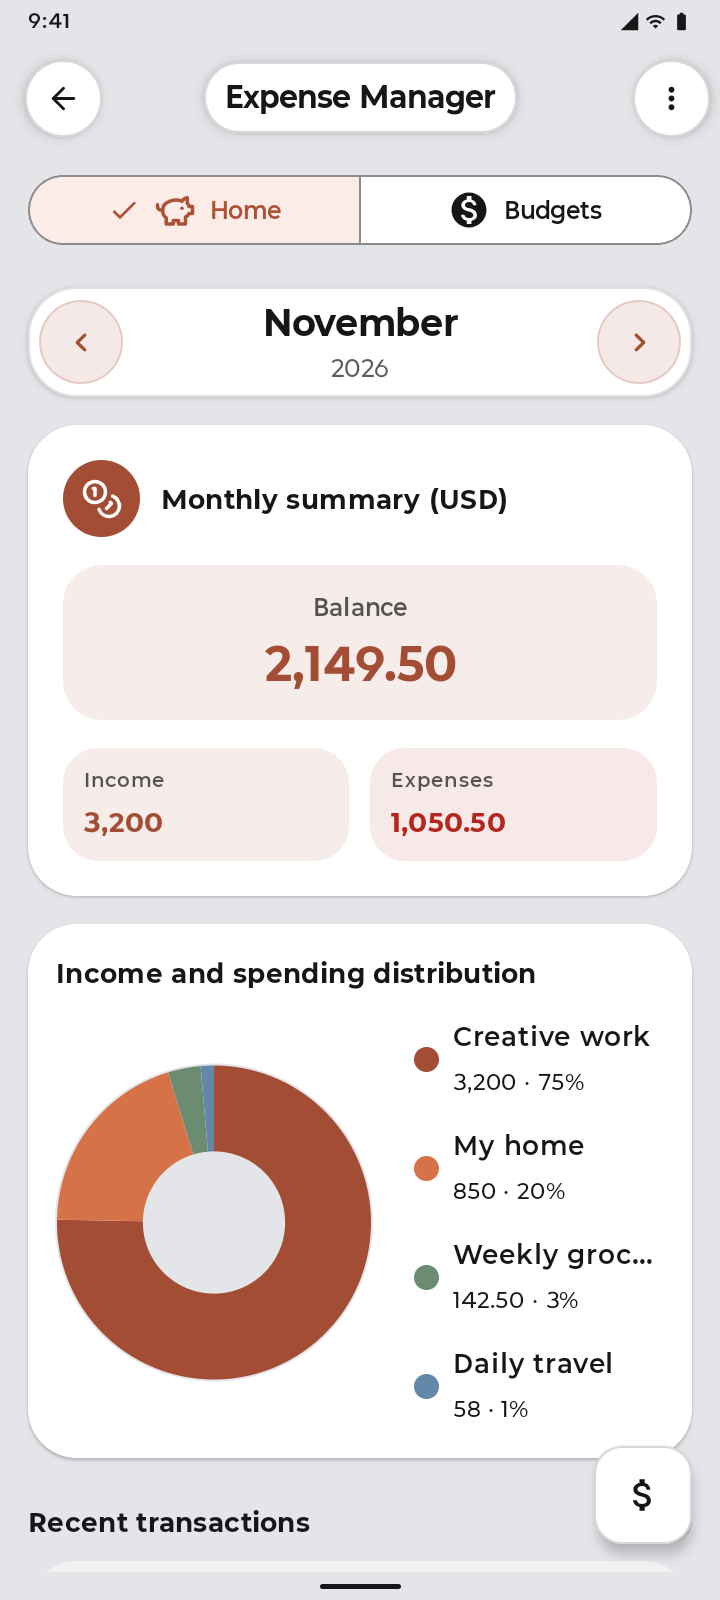 9:41
Expense Manager
Home
Budgets
November
2026
Monthly summary (USD)
Balance
2,149.50
Income
3,200
Expenses
1,050.50
Income and spending distribution
Creative work
3,200 · 75%
My home
850 · 20%
Weekly groc...
142.50 · 3%
Daily travel
58 · 1%
$
Recent transactions